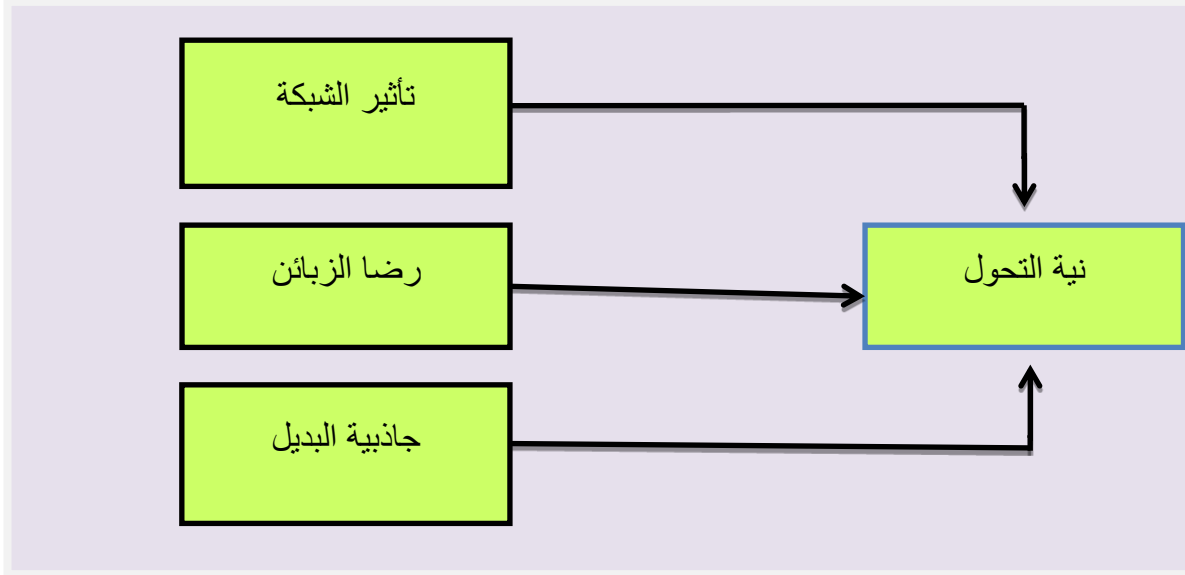 تأثير الشبكة
رضا الزبائن
نية التحول
جاذبية البديل